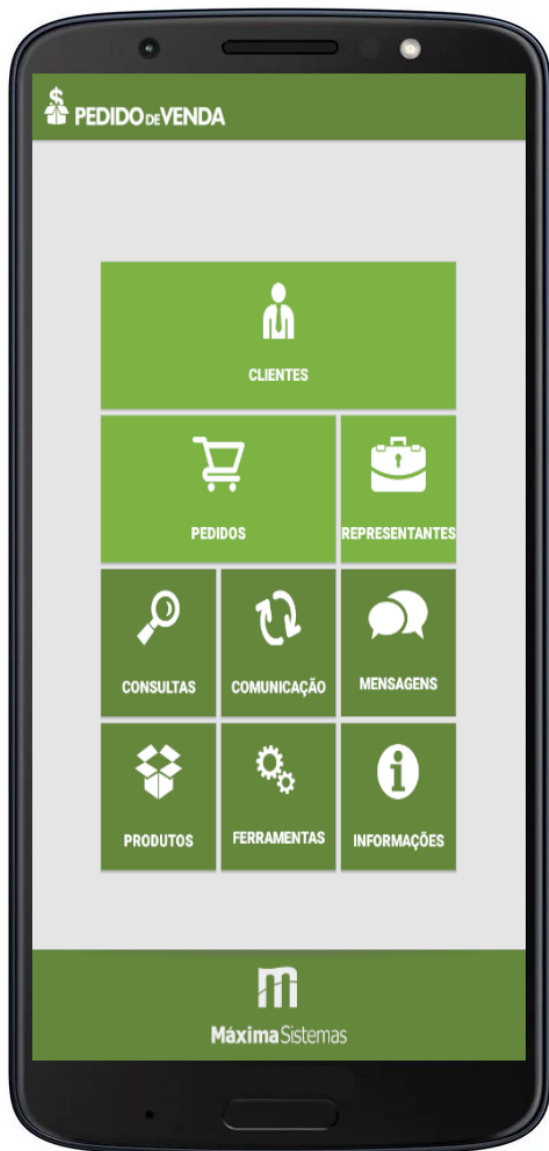 PEDIDO DE VENDA
CLIENTES
PEDIDOS
REPRESENTANTES
CONSULTAS
COMUNICAÇÃO
MENSAGENS
PRODUTOS
FERRAMENTAS
INFORMAÇÕES
Máxima Sistemas